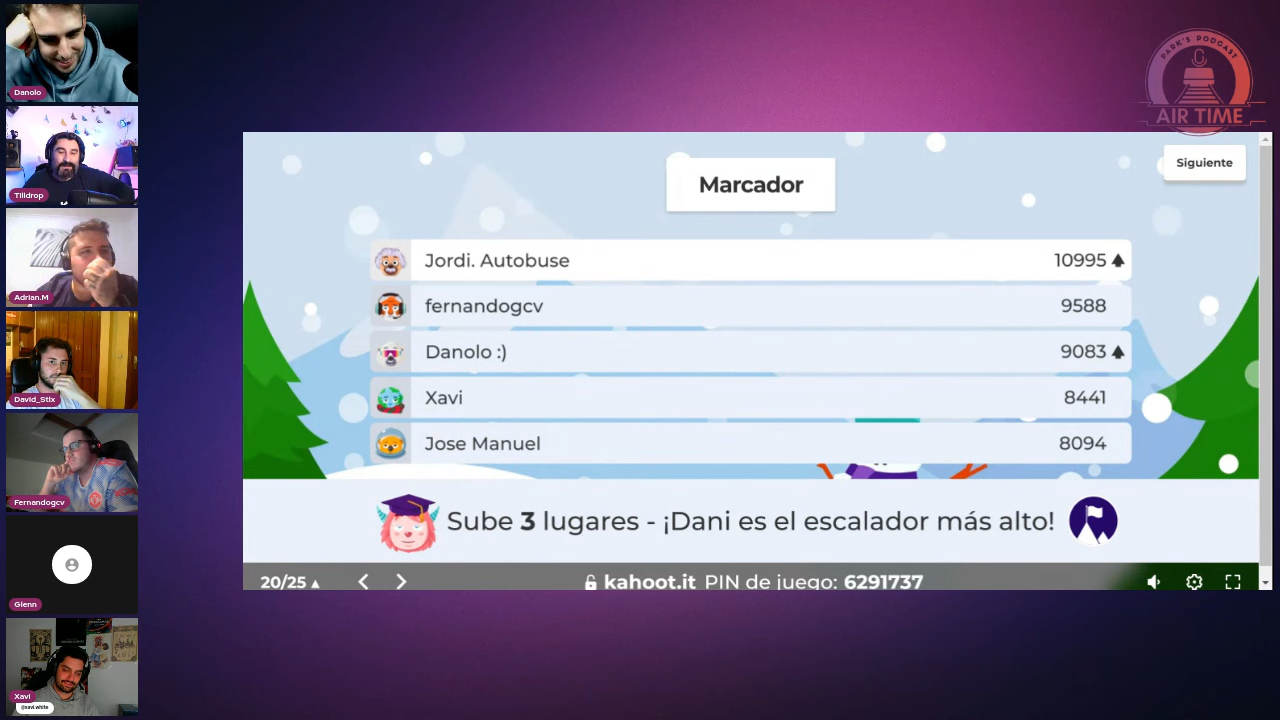 Danolo
Tilldrop
Adrian.M
David_Stix
Fernandogcv
Glenn
Xavi
@xavi.white
PARK'S PODCAST
AIR TIME
Siguiente
Marcador
Jordi. Autobuse 10995
fernandogcv 9588
Danolo :) 9083
Xavi 8441
Jose Manuel 8094
Sube 3 lugares - ¡Dani es el escalador más alto!
20/25 kahoot.it PIN de juego: 6291737